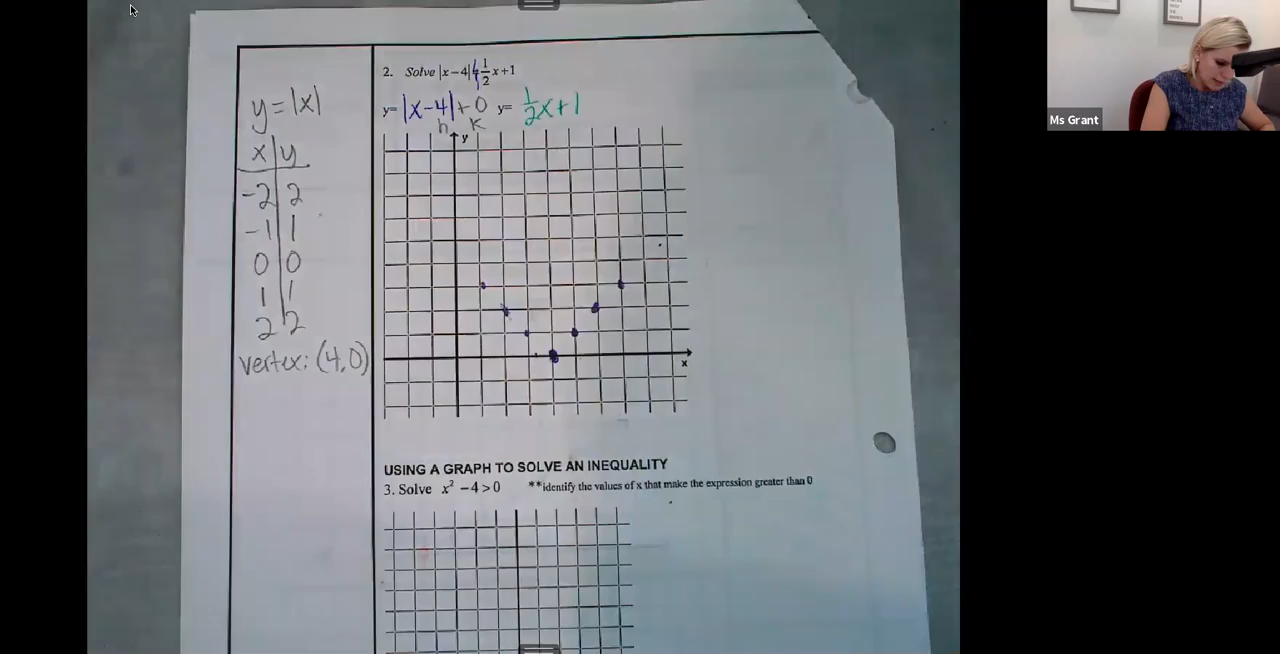 2. Solve |x-4| = 1/2 x+1
y= |x-4|+0 y= 1/2x+1
h k
y
x
y=|x|
x y
-2 2
-1 1
0 0
1 1
2 2
vertex: (4,0)
USING A GRAPH TO SOLVE AN INEQUALITY
3. Solve x² -4>0 **identify the values of x that make the expression greater than 0
Ms Grant